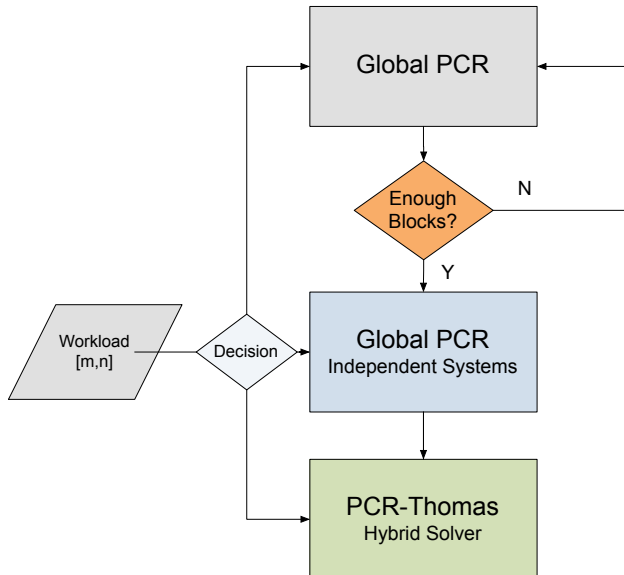 Global PCR
Enough
Blocks?
N
Y
Workload
[m,n]
Decision
Global PCR
Independent Systems
PCR-Thomas
Hybrid Solver